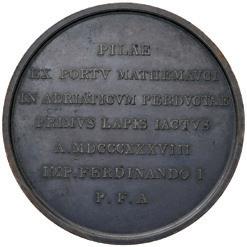 PILAE
EX PORTV MATHEMAVCI
IN ADRIATICVM PERDVCTAE
PRIMVS LAPIS IACTVS
A. MDCCCXXXVIII
IMP. FERDINANDO I
P. F. A